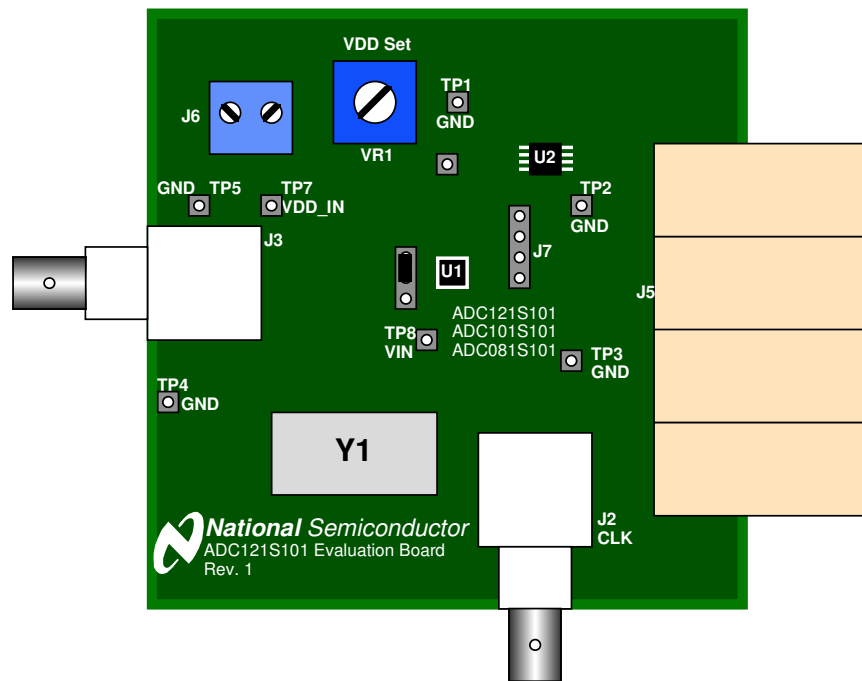 VDD Set
J6
TP1
GND
VR1
U2
GND TP5
TP7
VDD_IN
TP2
GND
J3
J7
U1
J5
ADC121S101
ADC101S101
ADC081S101
TP8
VIN
TP3
GND
TP4
GND
Y1
National Semiconductor
ADC121S101 Evaluation Board
Rev. 1
J2
CLK